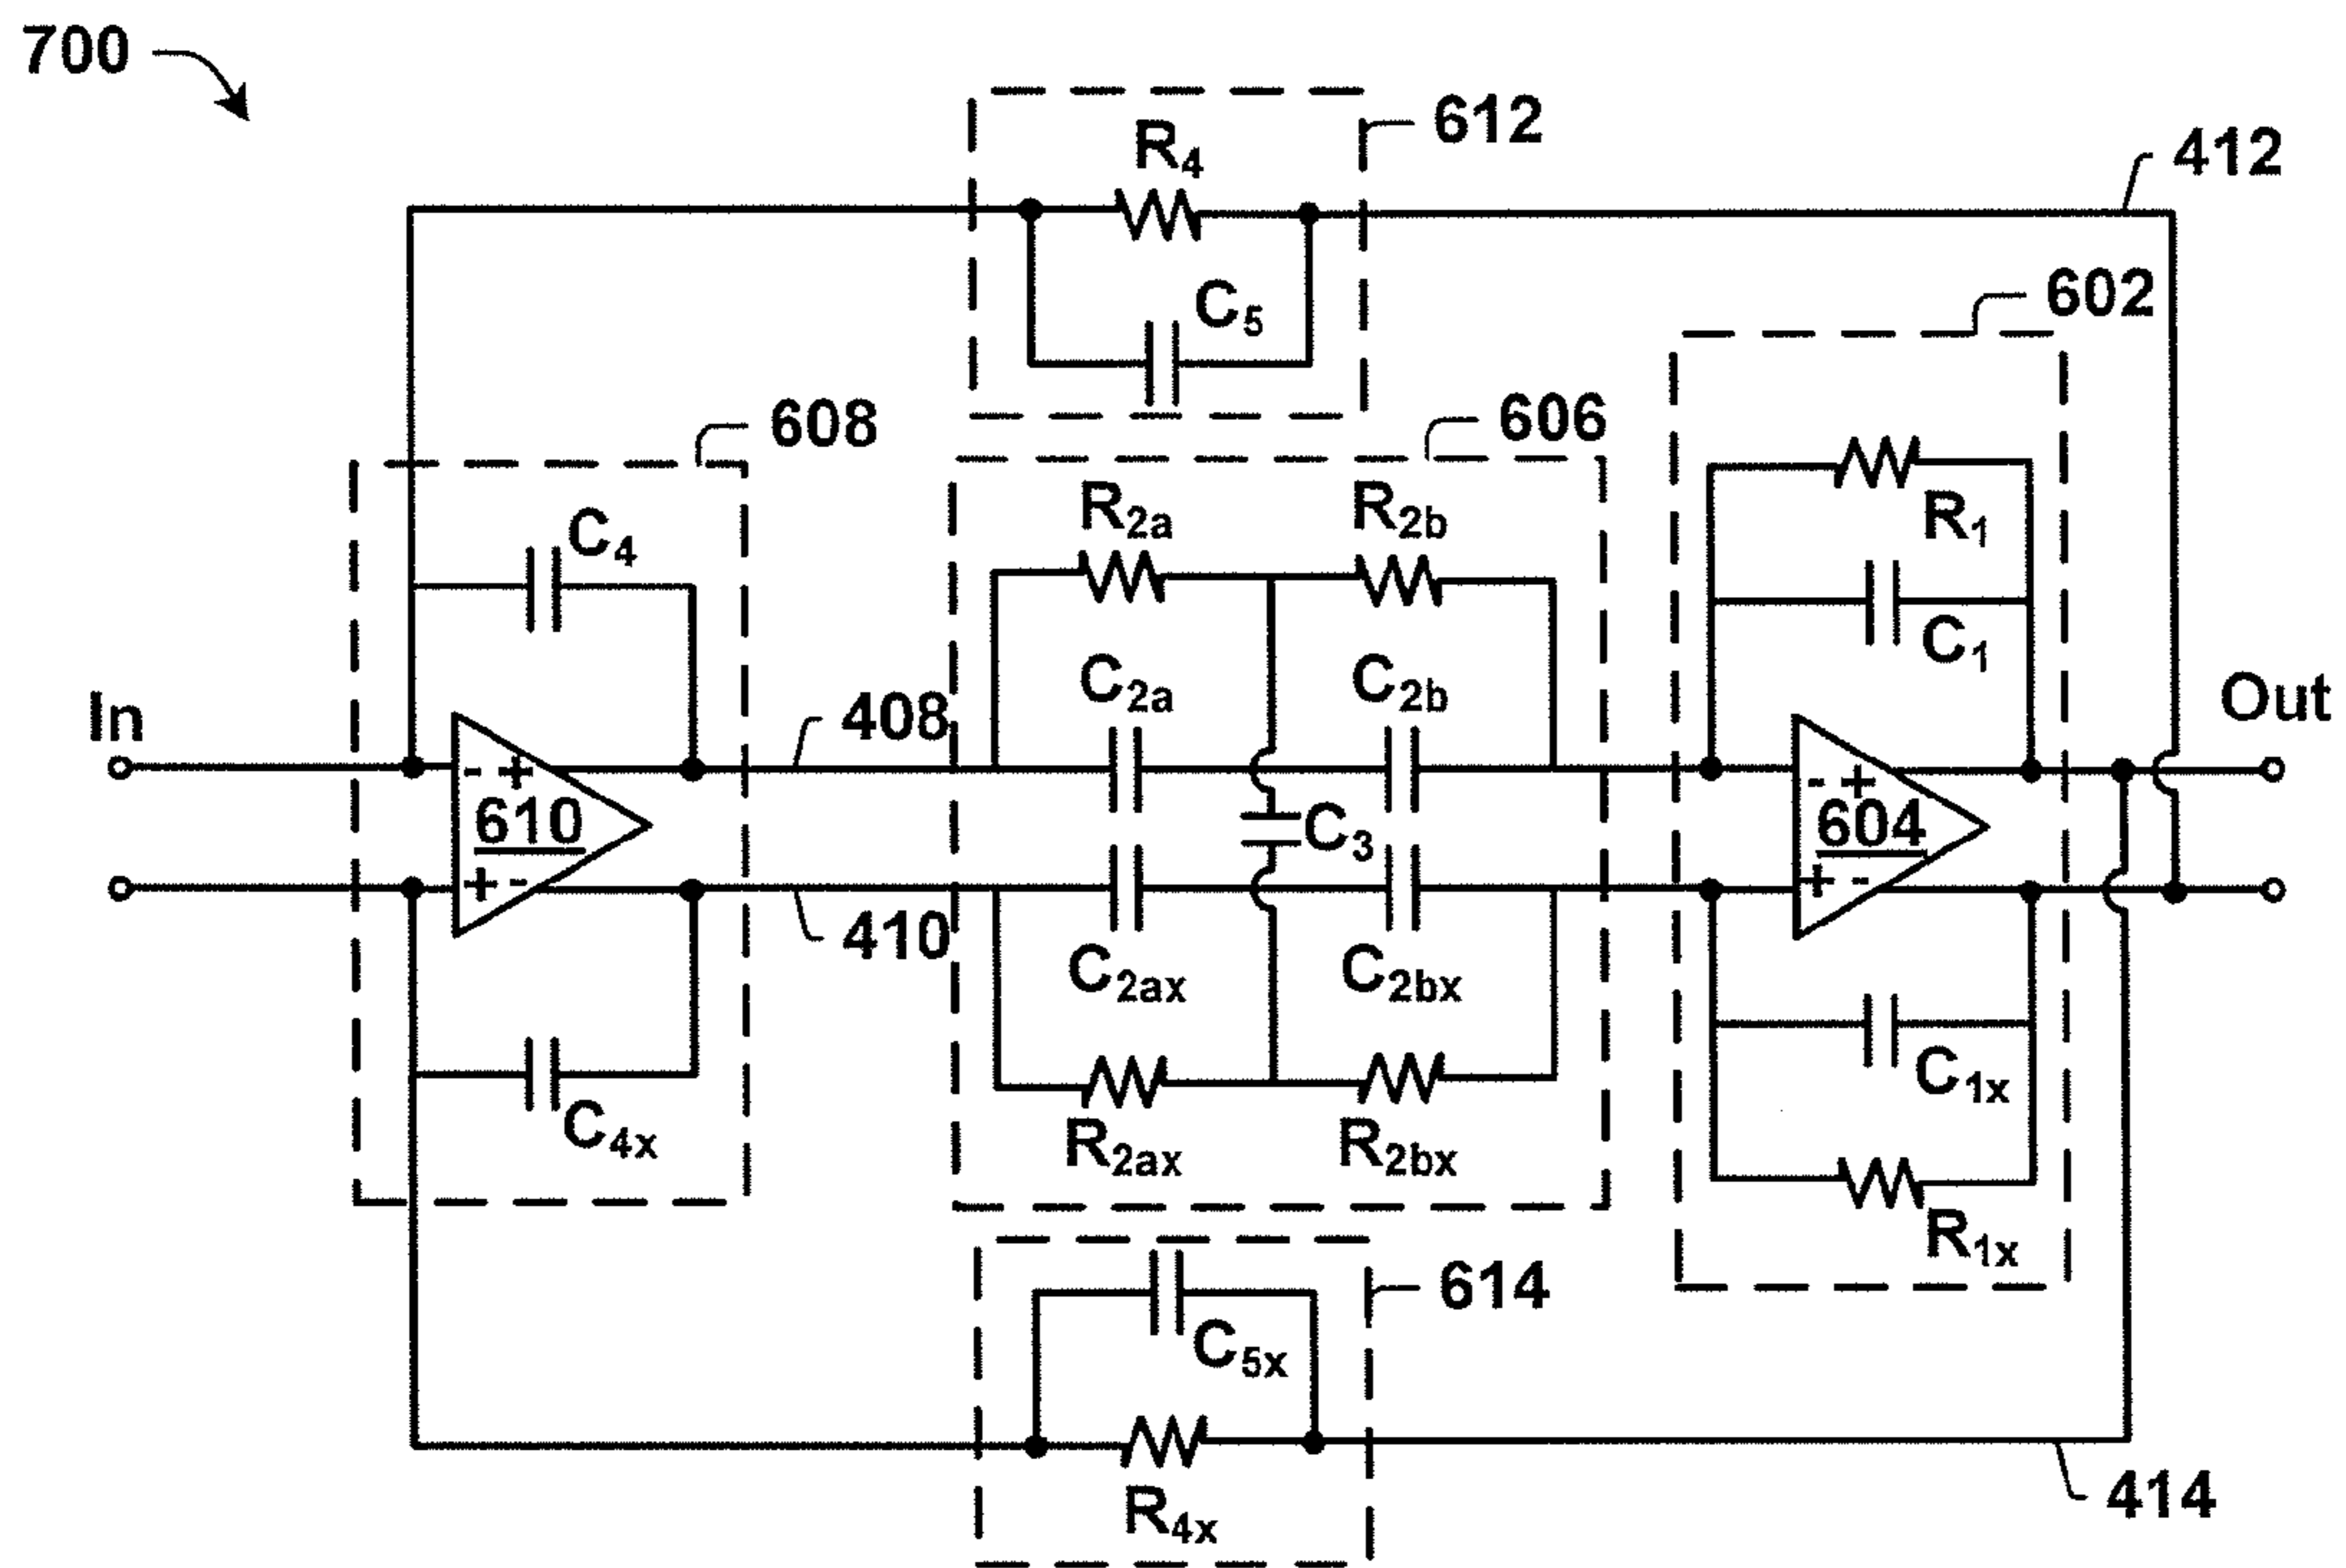 700
612
R4
412
C5
602
608
606
R2a
R2b
R1
C4
C2a
C2b
C1
In
408
Out
- +
610
+ -
C3
- +
604
+ -
410
C2ax
C2bx
C1x
C4x
R2ax
R2bx
R1x
614
C5x
R4x
414